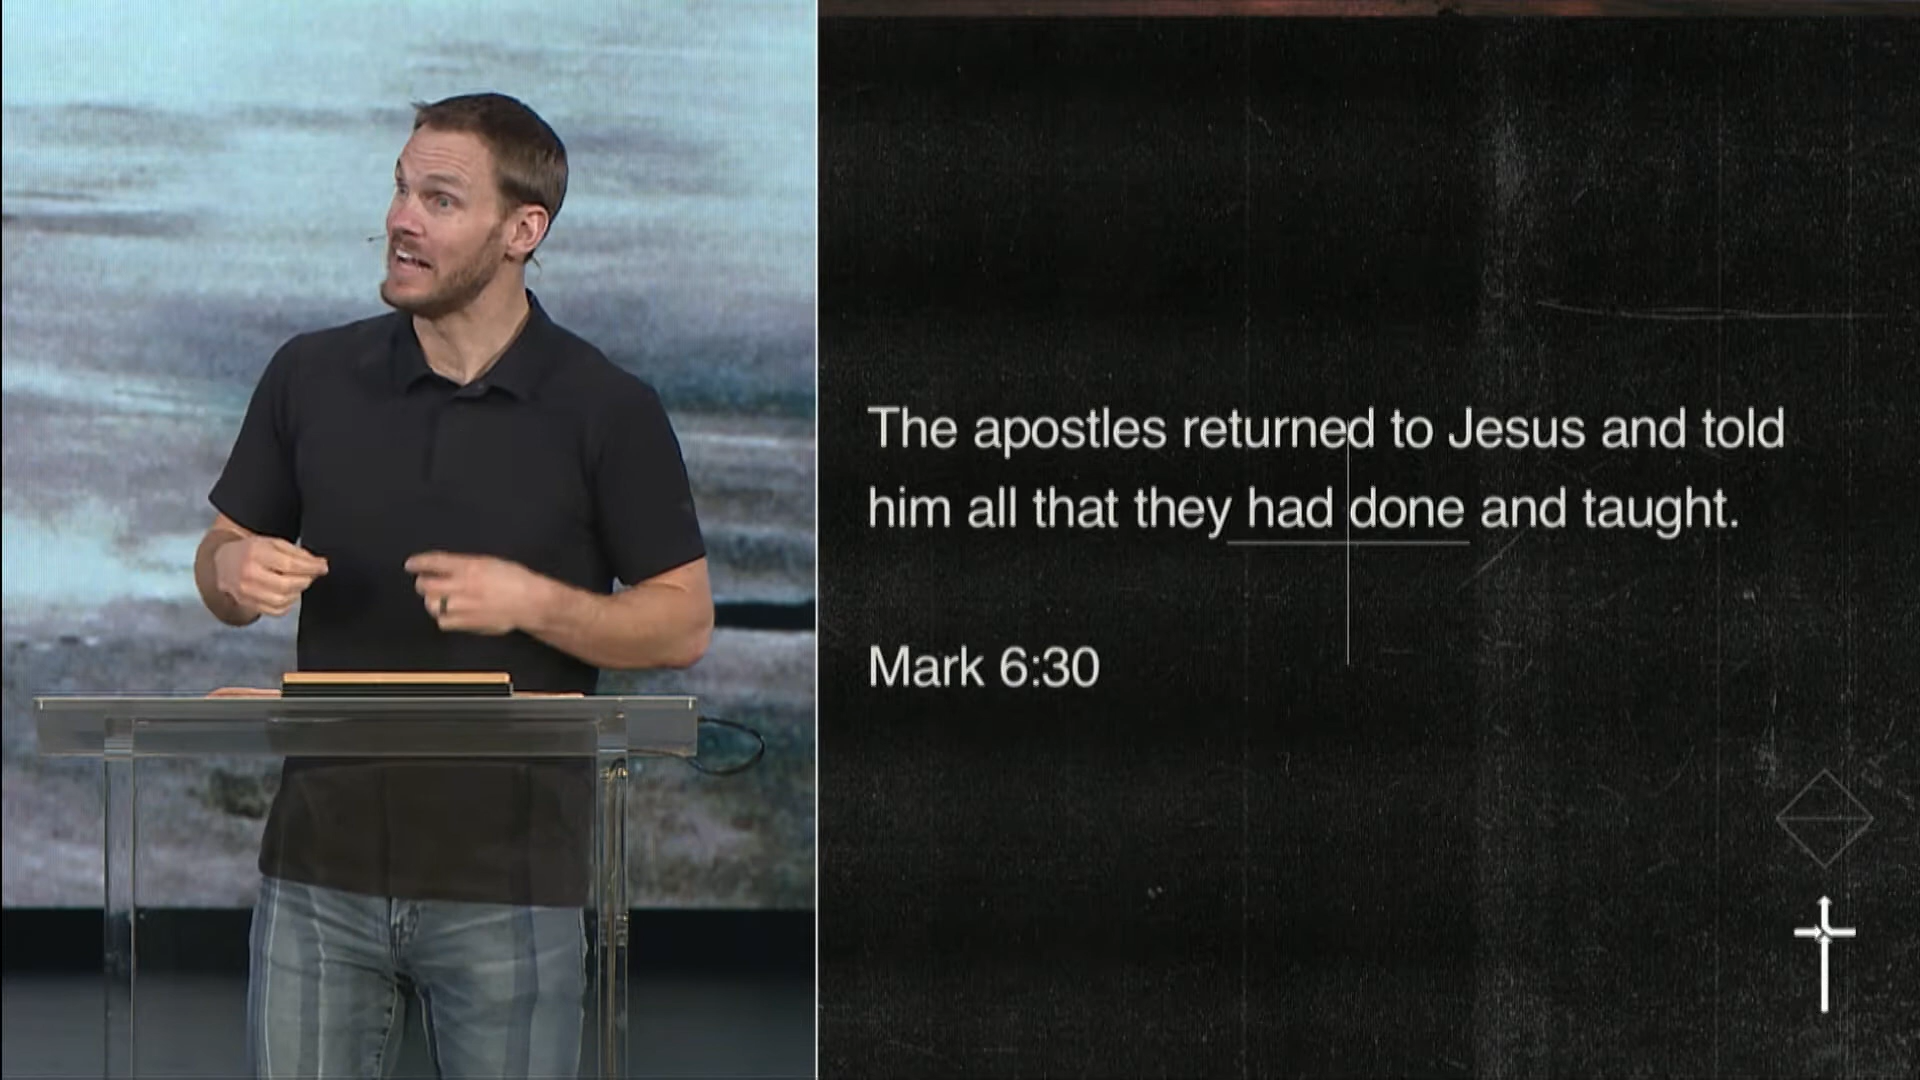 The apostles returned to Jesus and told
him all that they had done and taught.
Mark 6:30